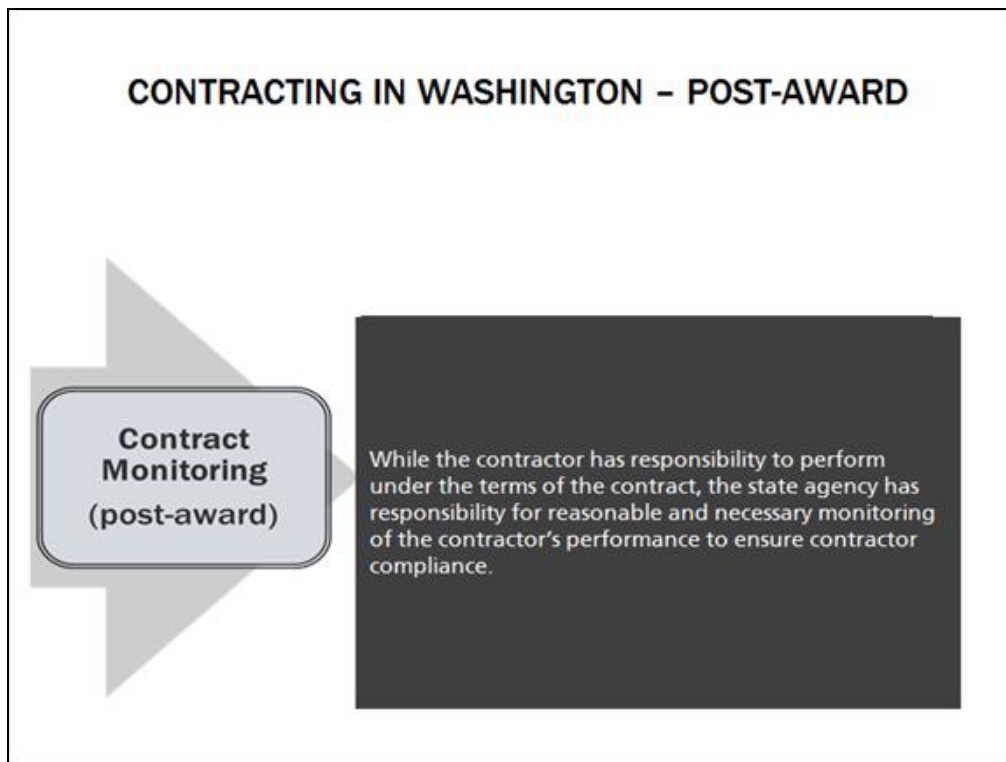 CONTRACTING IN WASHINGTON – POST-AWARD
Contract
Monitoring
(post-award)
While the contractor has responsibility to perform
under the terms of the contract, the state agency has
responsibility for reasonable and necessary monitoring
of the contractor's performance to ensure contractor
compliance.